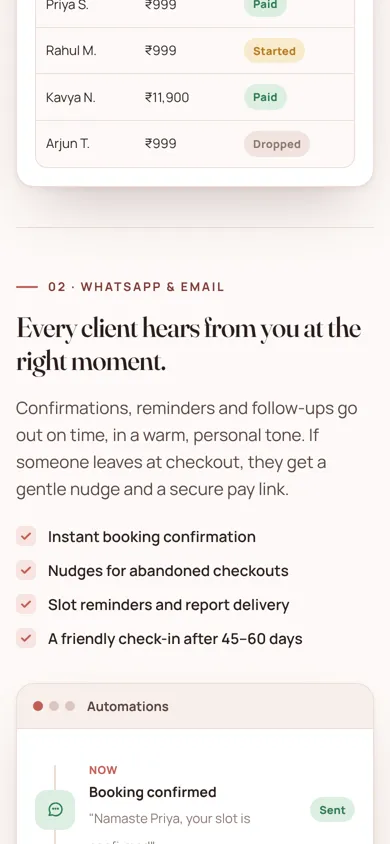 Priya S. ₹999 Paid
Rahul M. ₹999 Started
Kavya N. ₹11,900 Paid
Arjun T. ₹999 Dropped
02 · WHATSAPP & EMAIL
Every client hears from you at the
right moment.
Confirmations, reminders and follow-ups go
out on time, in a warm, personal tone. If
someone leaves at checkout, they get a
gentle nudge and a secure pay link.
Instant booking confirmation
Nudges for abandoned checkouts
Slot reminders and report delivery
A friendly check-in after 45–60 days
Automations
NOW
Booking confirmed
Sent
"Namaste Priya, your slot is